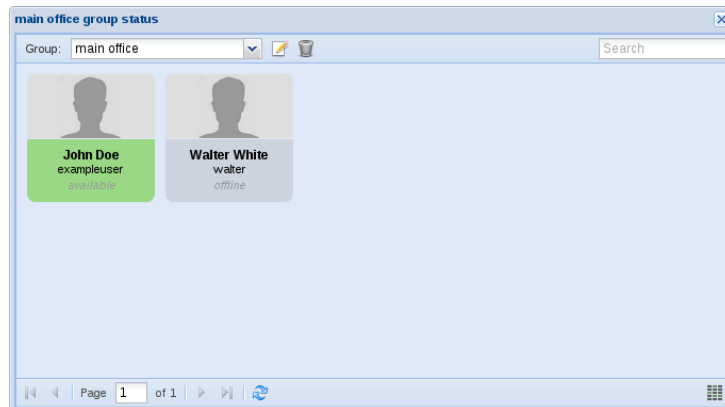 main office group status
Group: main office Search
John Doe
exampleuser
available
Walter White
walter
offline
Page 1 of 1